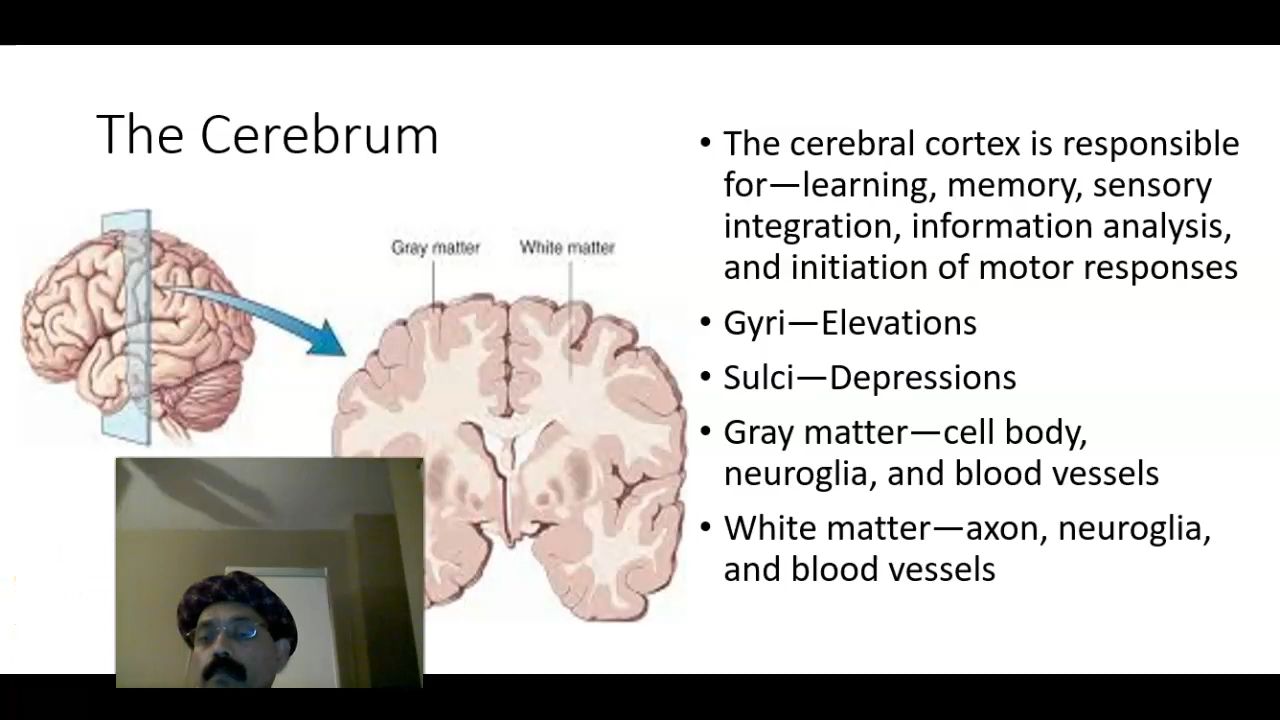 The Cerebrum
Gray matter
White matter
• The cerebral cortex is responsible
for—learning, memory, sensory
integration, information analysis,
and initiation of motor responses
• Gyri—Elevations
• Sulci—Depressions
• Gray matter—cell body,
neuroglia, and blood vessels
• White matter—axon, neuroglia,
and blood vessels